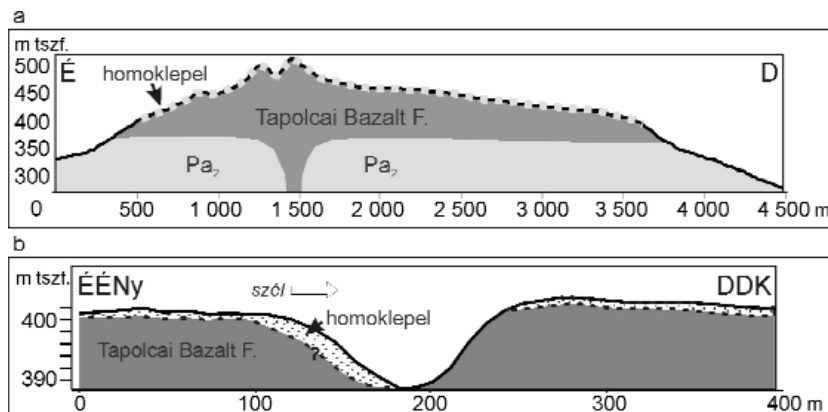 a
m tszf.
500 É D
450 homoklepel
400 Tapolcai Bazalt F.
350
300 Pa₂ Pa₂
0 500 1 000 1 500 2 000 2 500 3 000 3 500 4 000 4 500 m
b
m tszf. ÉÉNy szél DDK
400 homoklepel
Tapolcai Bazalt F. ?
390
0 100 200 300 400 m